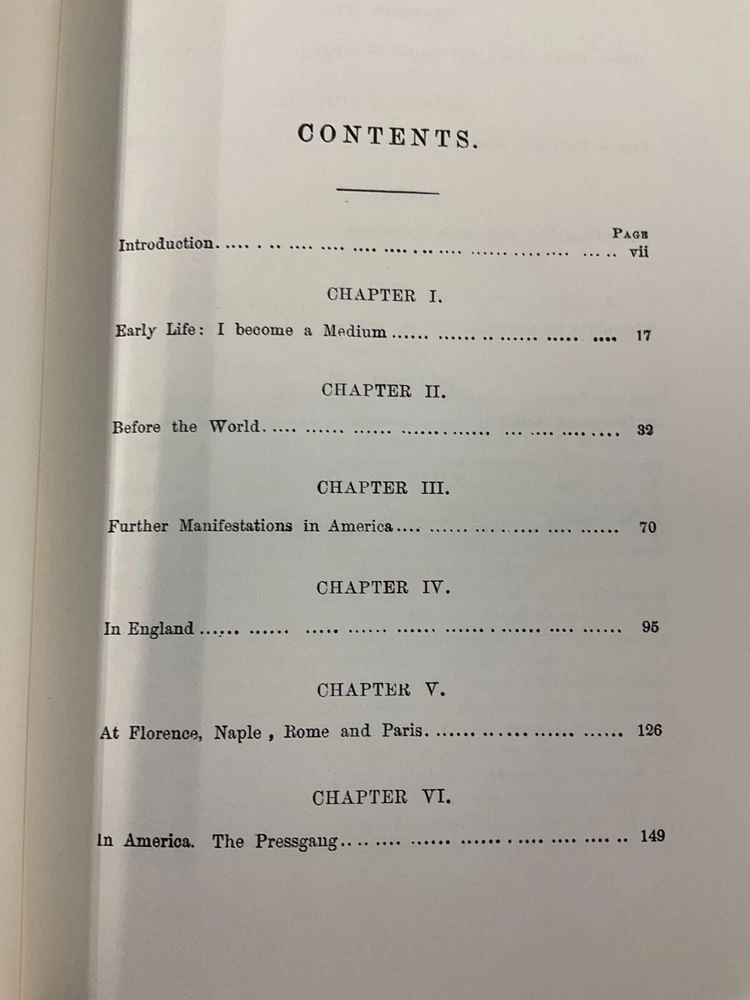 CONTENTS.
PAGE
Introduction..... . .. .... .... .... .. .. ...... .... .... ... .. vii
CHAPTER I.
Early Life: I become a Medium...... ...... .. ...... ..... .... 17
CHAPTER II.
Before the World. .... ...... ...... ....... ...... ... .... .... .... 32
CHAPTER III.
Further Manifestations in America.... ...... .. .. .... .... ...... 70
CHAPTER IV.
In England ...... ...... ..... ...... ...... ...... . ...... .... ...... 95
CHAPTER V.
At Florence, Naple , Rome and Paris. ...... .. ..... ...... ...... 126
CHAPTER VI.
In America. The Pressgang.. .. .... ...... ...... ...... . .... .... .... .. 149